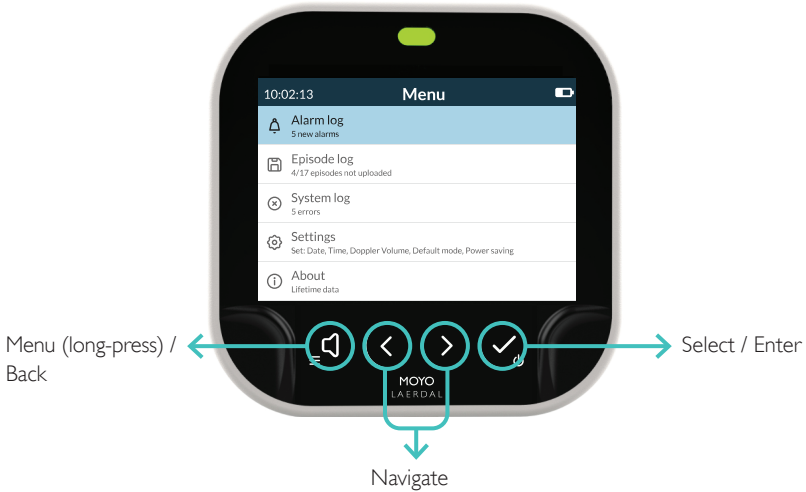 10:02:13 Menu
Alarm log
5 new alarms
Episode log
4/17 episodes not uploaded
System log
5 errors
Settings
Set: Date, Time, Doppler Volume, Default mode, Power saving
About
Lifetime data
Menu (long-press) /
Back
Select / Enter
MOYO
LAERDAL
Navigate